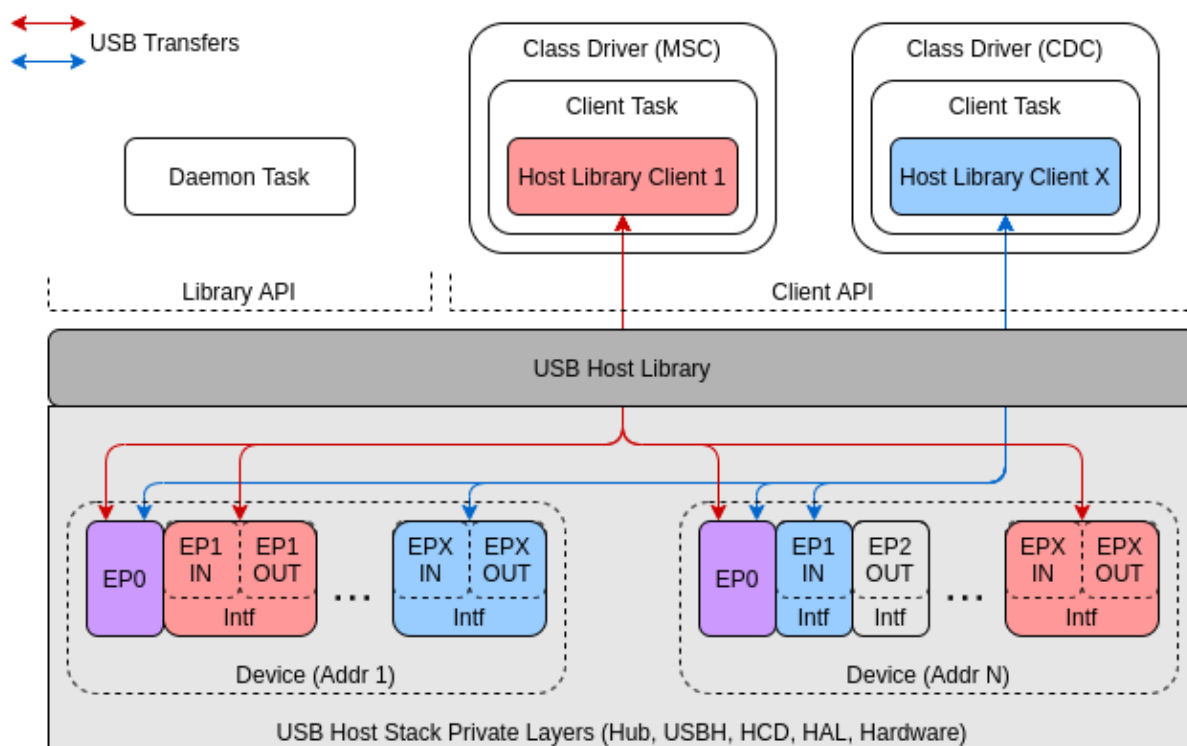 USB Transfers
Class Driver (MSC)
Class Driver (CDC)
Client Task
Client Task
Daemon Task
Host Library Client 1
Host Library Client X
Library API
Client API
USB Host Library
EP0
EP1
IN
EP1
OUT
Intf
...
EPX
IN
EPX
OUT
Intf
Device (Addr 1)
EP0
EP1
IN
Intf
EP2
OUT
Intf
...
EPX
IN
EPX
OUT
Intf
Device (Addr N)
USB Host Stack Private Layers (Hub, USBH, HCD, HAL, Hardware)